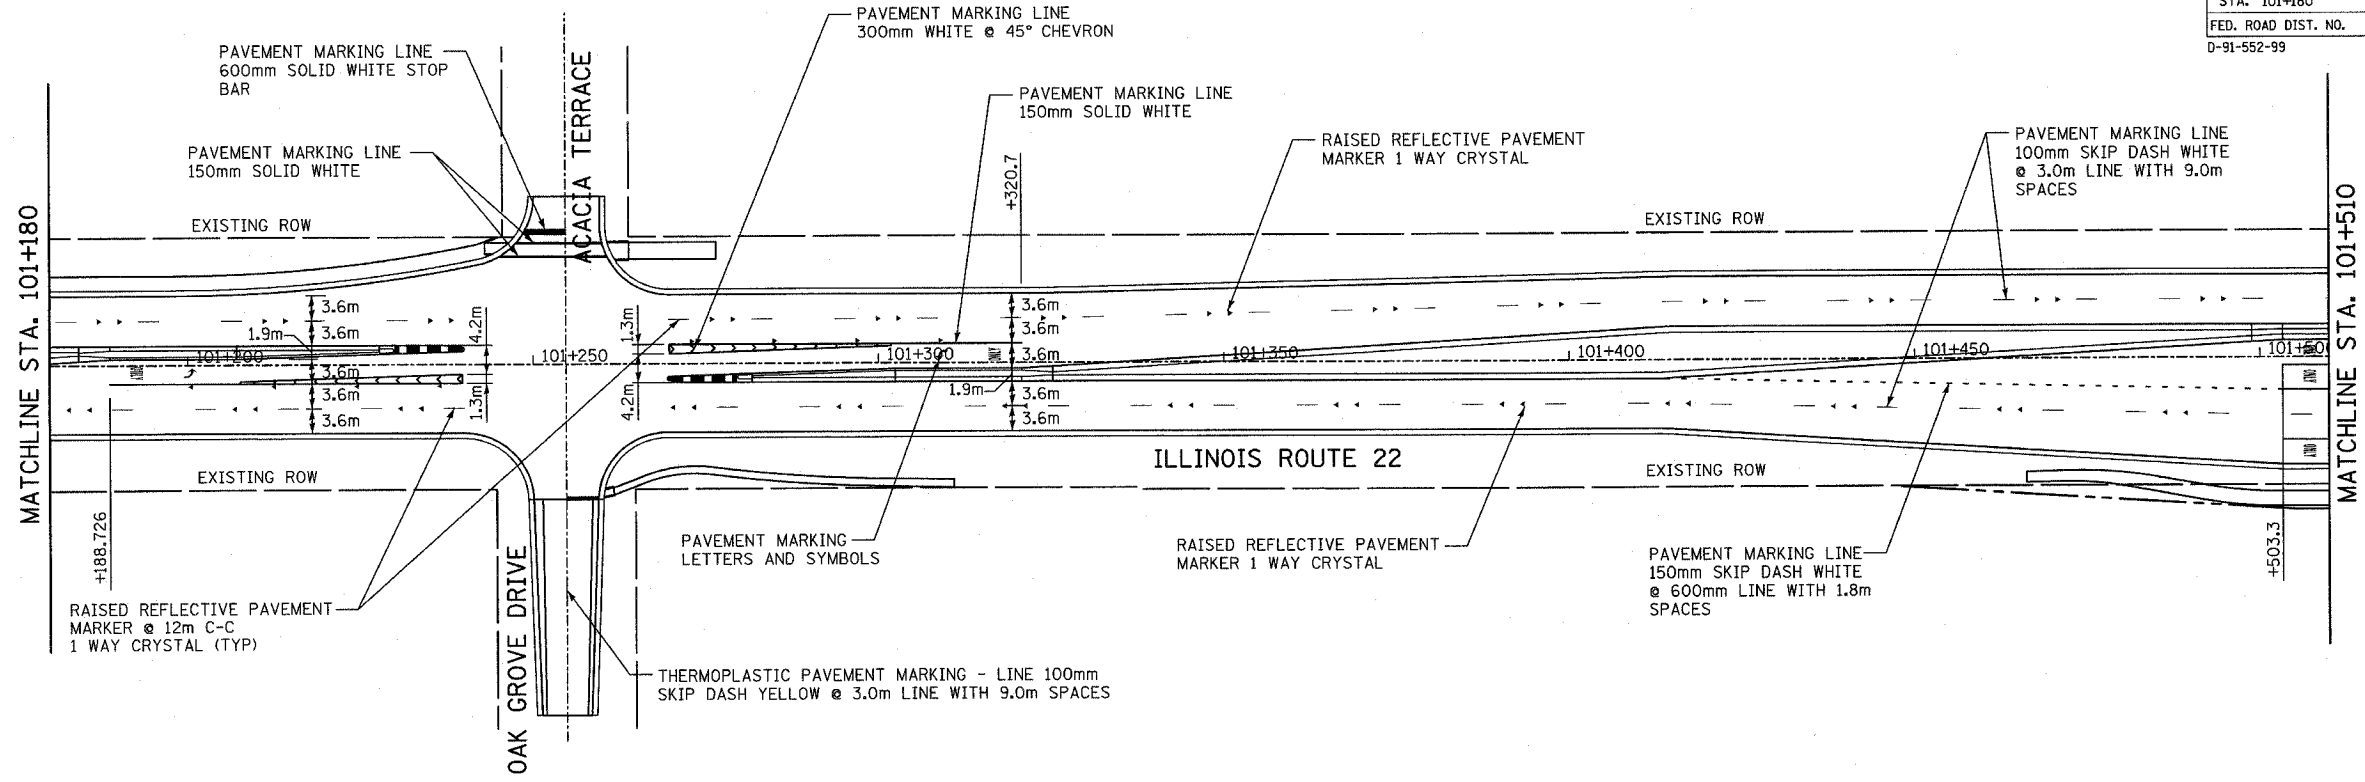 STA. 101+180
FED. ROAD DIST. NO.
D-91-552-99
PAVEMENT MARKING LINE
300mm WHITE @ 45° CHEVRON
PAVEMENT MARKING LINE
600mm SOLID WHITE STOP
BAR
PAVEMENT MARKING LINE
150mm SOLID WHITE
ACACIA TERRACE
PAVEMENT MARKING LINE
150mm SOLID WHITE
RAISED REFLECTIVE PAVEMENT
MARKER 1 WAY CRYSTAL
PAVEMENT MARKING LINE
100mm SKIP DASH WHITE
@ 3.0m LINE WITH 9.0m
SPACES
+320.7
EXISTING ROW
EXISTING ROW
MATCHLINE STA. 101+180
MATCHLINE STA. 101+510
3.6m
3.6m
1.9m
3.6m
3.6m
3.6m
4.2m
1.3m
1.3m
4.2m
3.6m
3.6m
3.6m
1.9m
3.6m
3.6m
101+200
101+250
101+300
101+350
101+400
101+450
101+500
ONLY
ONLY
ONLY
ONLY
ONLY
ILLINOIS ROUTE 22
EXISTING ROW
EXISTING ROW
+188.726
+503.3
PAVEMENT MARKING
LETTERS AND SYMBOLS
RAISED REFLECTIVE PAVEMENT
MARKER 1 WAY CRYSTAL
PAVEMENT MARKING LINE
150mm SKIP DASH WHITE
@ 600mm LINE WITH 1.8m
SPACES
RAISED REFLECTIVE PAVEMENT
MARKER @ 12m C-C
1 WAY CRYSTAL (TYP)
OAK GROVE DRIVE
THERMOPLASTIC PAVEMENT MARKING - LINE 100mm
SKIP DASH YELLOW @ 3.0m LINE WITH 9.0m SPACES